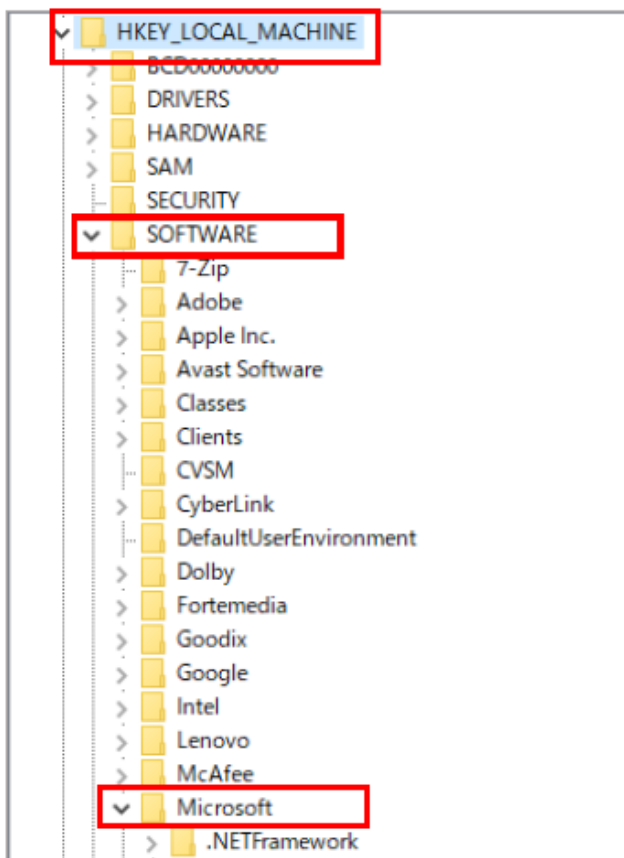 HKEY_LOCAL_MACHINE
BCD00000000
DRIVERS
HARDWARE
SAM
SECURITY
SOFTWARE
7-Zip
Adobe
Apple Inc.
Avast Software
Classes
Clients
CVSM
CyberLink
DefaultUserEnvironment
Dolby
Fortemedia
Goodix
Google
Intel
Lenovo
McAfee
Microsoft
.NETFramework